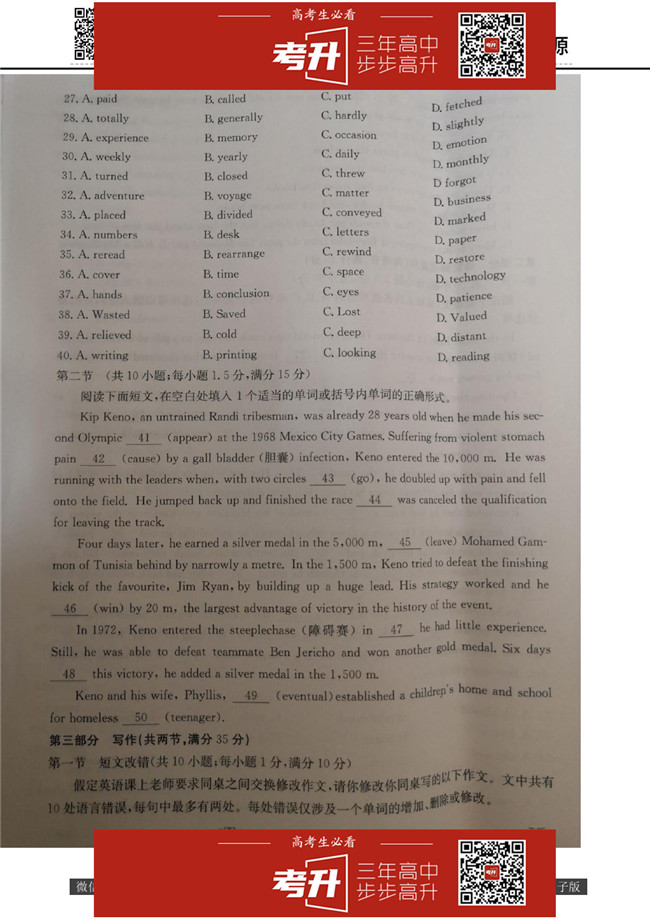 高考生必看
考升
三年高中
步步高升
源
27. A. paid B. called C. put D. fetched
28. A. totally B. generally C. hardly D. slightly
29. A. experience B. memory C. occasion D. emotion
30. A. weekly B. yearly C. daily D. monthly
31. A. turned B. closed C. threw D forgot
32. A. adventure B. voyage C. matter D. business
33. A. placed B. divided C. conveyed D. marked
34. A. numbers B. desk C. letters D. paper
35. A. reread B. rearrange C. rewind D. restore
36. A. cover B. time C. space D. technology
37. A. hands B. conclusion C. eyes D. patience
38. A. Wasted B. Saved C. Lost D. Valued
39. A. relieved B. cold C. deep D. distant
40. A. writing B. printing C. looking D. reading
第二节 (共10小题;每小题1.5分,满分15分)
阅读下面短文,在空白处填入1个适当的单词或括号内单词的正确形式。
Kip Keno, an untrained Randi tribesman, was already 28 years old when he made his sec-
ond Olympic 41 (appear) at the 1968 Mexico City Games. Suffering from violent stomach
pain 42 (cause) by a gall bladder (胆囊) infection, Keno entered the 10,000 m. He was
running with the leaders when, with two circles 43 (go), he doubled up with pain and fell
onto the field. He jumped back up and finished the race 44 was canceled the qualification
for leaving the track.
Four days later, he earned a silver medal in the 5,000 m, 45 (leave) Mohamed Gam-
mon of Tunisia behind by narrowly a metre. In the 1,500 m, Keno tried to defeat the finishing
kick of the favourite, Jim Ryan, by building up a huge lead. His strategy worked and he
46 (win) by 20 m, the largest advantage of victory in the history of the event.
In 1972, Keno entered the steeplechase (障碍赛) in 47 he had little experience.
Still, he was able to defeat teammate Ben Jericho and won another gold medal. Six days
48 this victory, he added a silver medal in the 1,500 m.
Keno and his wife, Phyllis, 49 (eventual) established a children's home and school
for homeless 50 (teenager).
第三部分 写作(共两节,满分35分)
第一节 短文改错(共10小题;每小题1分,满分10分)
假定英语课上老师要求同桌之间交换修改作文,请你修改你同桌写的以下作文。文中共有
10处语言错误,每句中最多有两处。每处错误仅涉及一个单词的增加、删除或修改。
高考生必看
微信
考升
三年高中
步步高升
子版